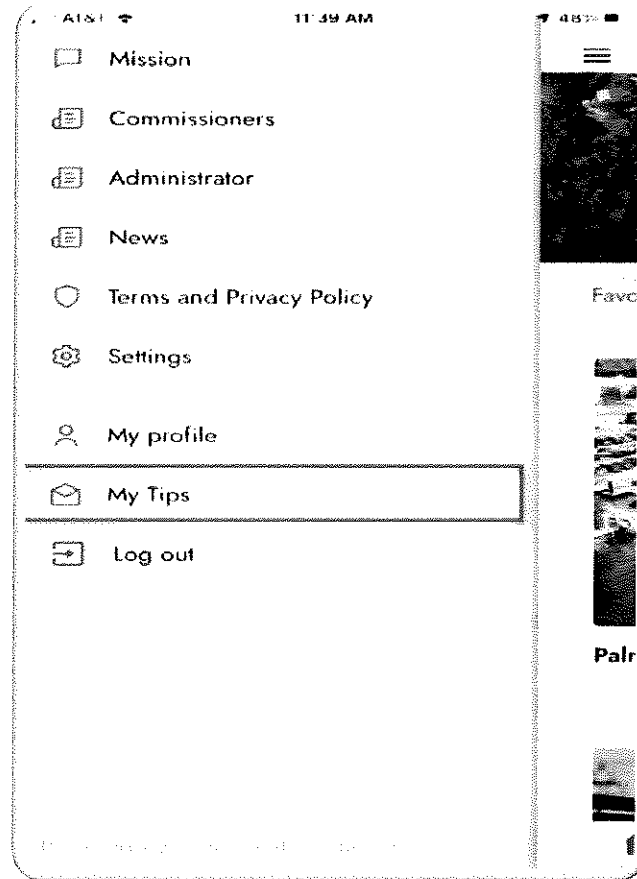 AT&T 11:39 AM 48%
Mission
Commissioners
Administrator
News
Terms and Privacy Policy
Favo
Settings
My profile
My Tips
Log out
Palr